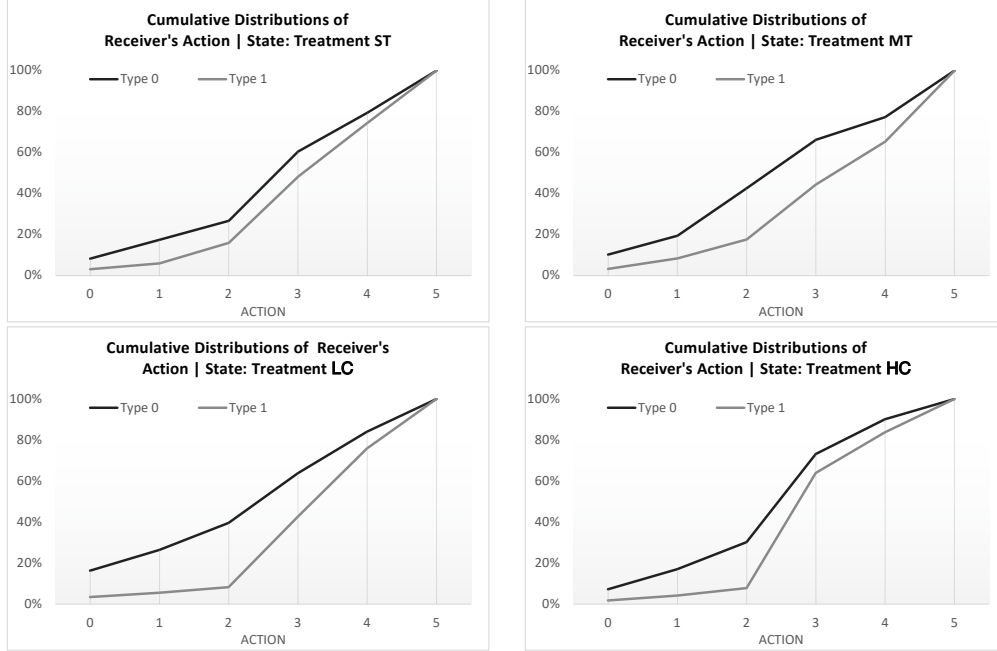 Cumulative Distributions of
Receiver's Action | State: Treatment ST
100%
Type 0
Type 1
80%
60%
40%
20%
0%
0 1 2 3 4 5
ACTION
Cumulative Distributions of
Receiver's Action | State: Treatment MT
100%
Type 0
Type 1
80%
60%
40%
20%
0%
0 1 2 3 4 5
ACTION
Cumulative Distributions of Receiver's
Action | State: Treatment LC
100%
Type 0
Type 1
80%
60%
40%
20%
0%
0 1 2 3 4 5
ACTION
Cumulative Distributions of
Receiver's Action | State: Treatment HC
100%
Type 0
Type 1
80%
60%
40%
20%
0%
0 1 2 3 4 5
ACTION